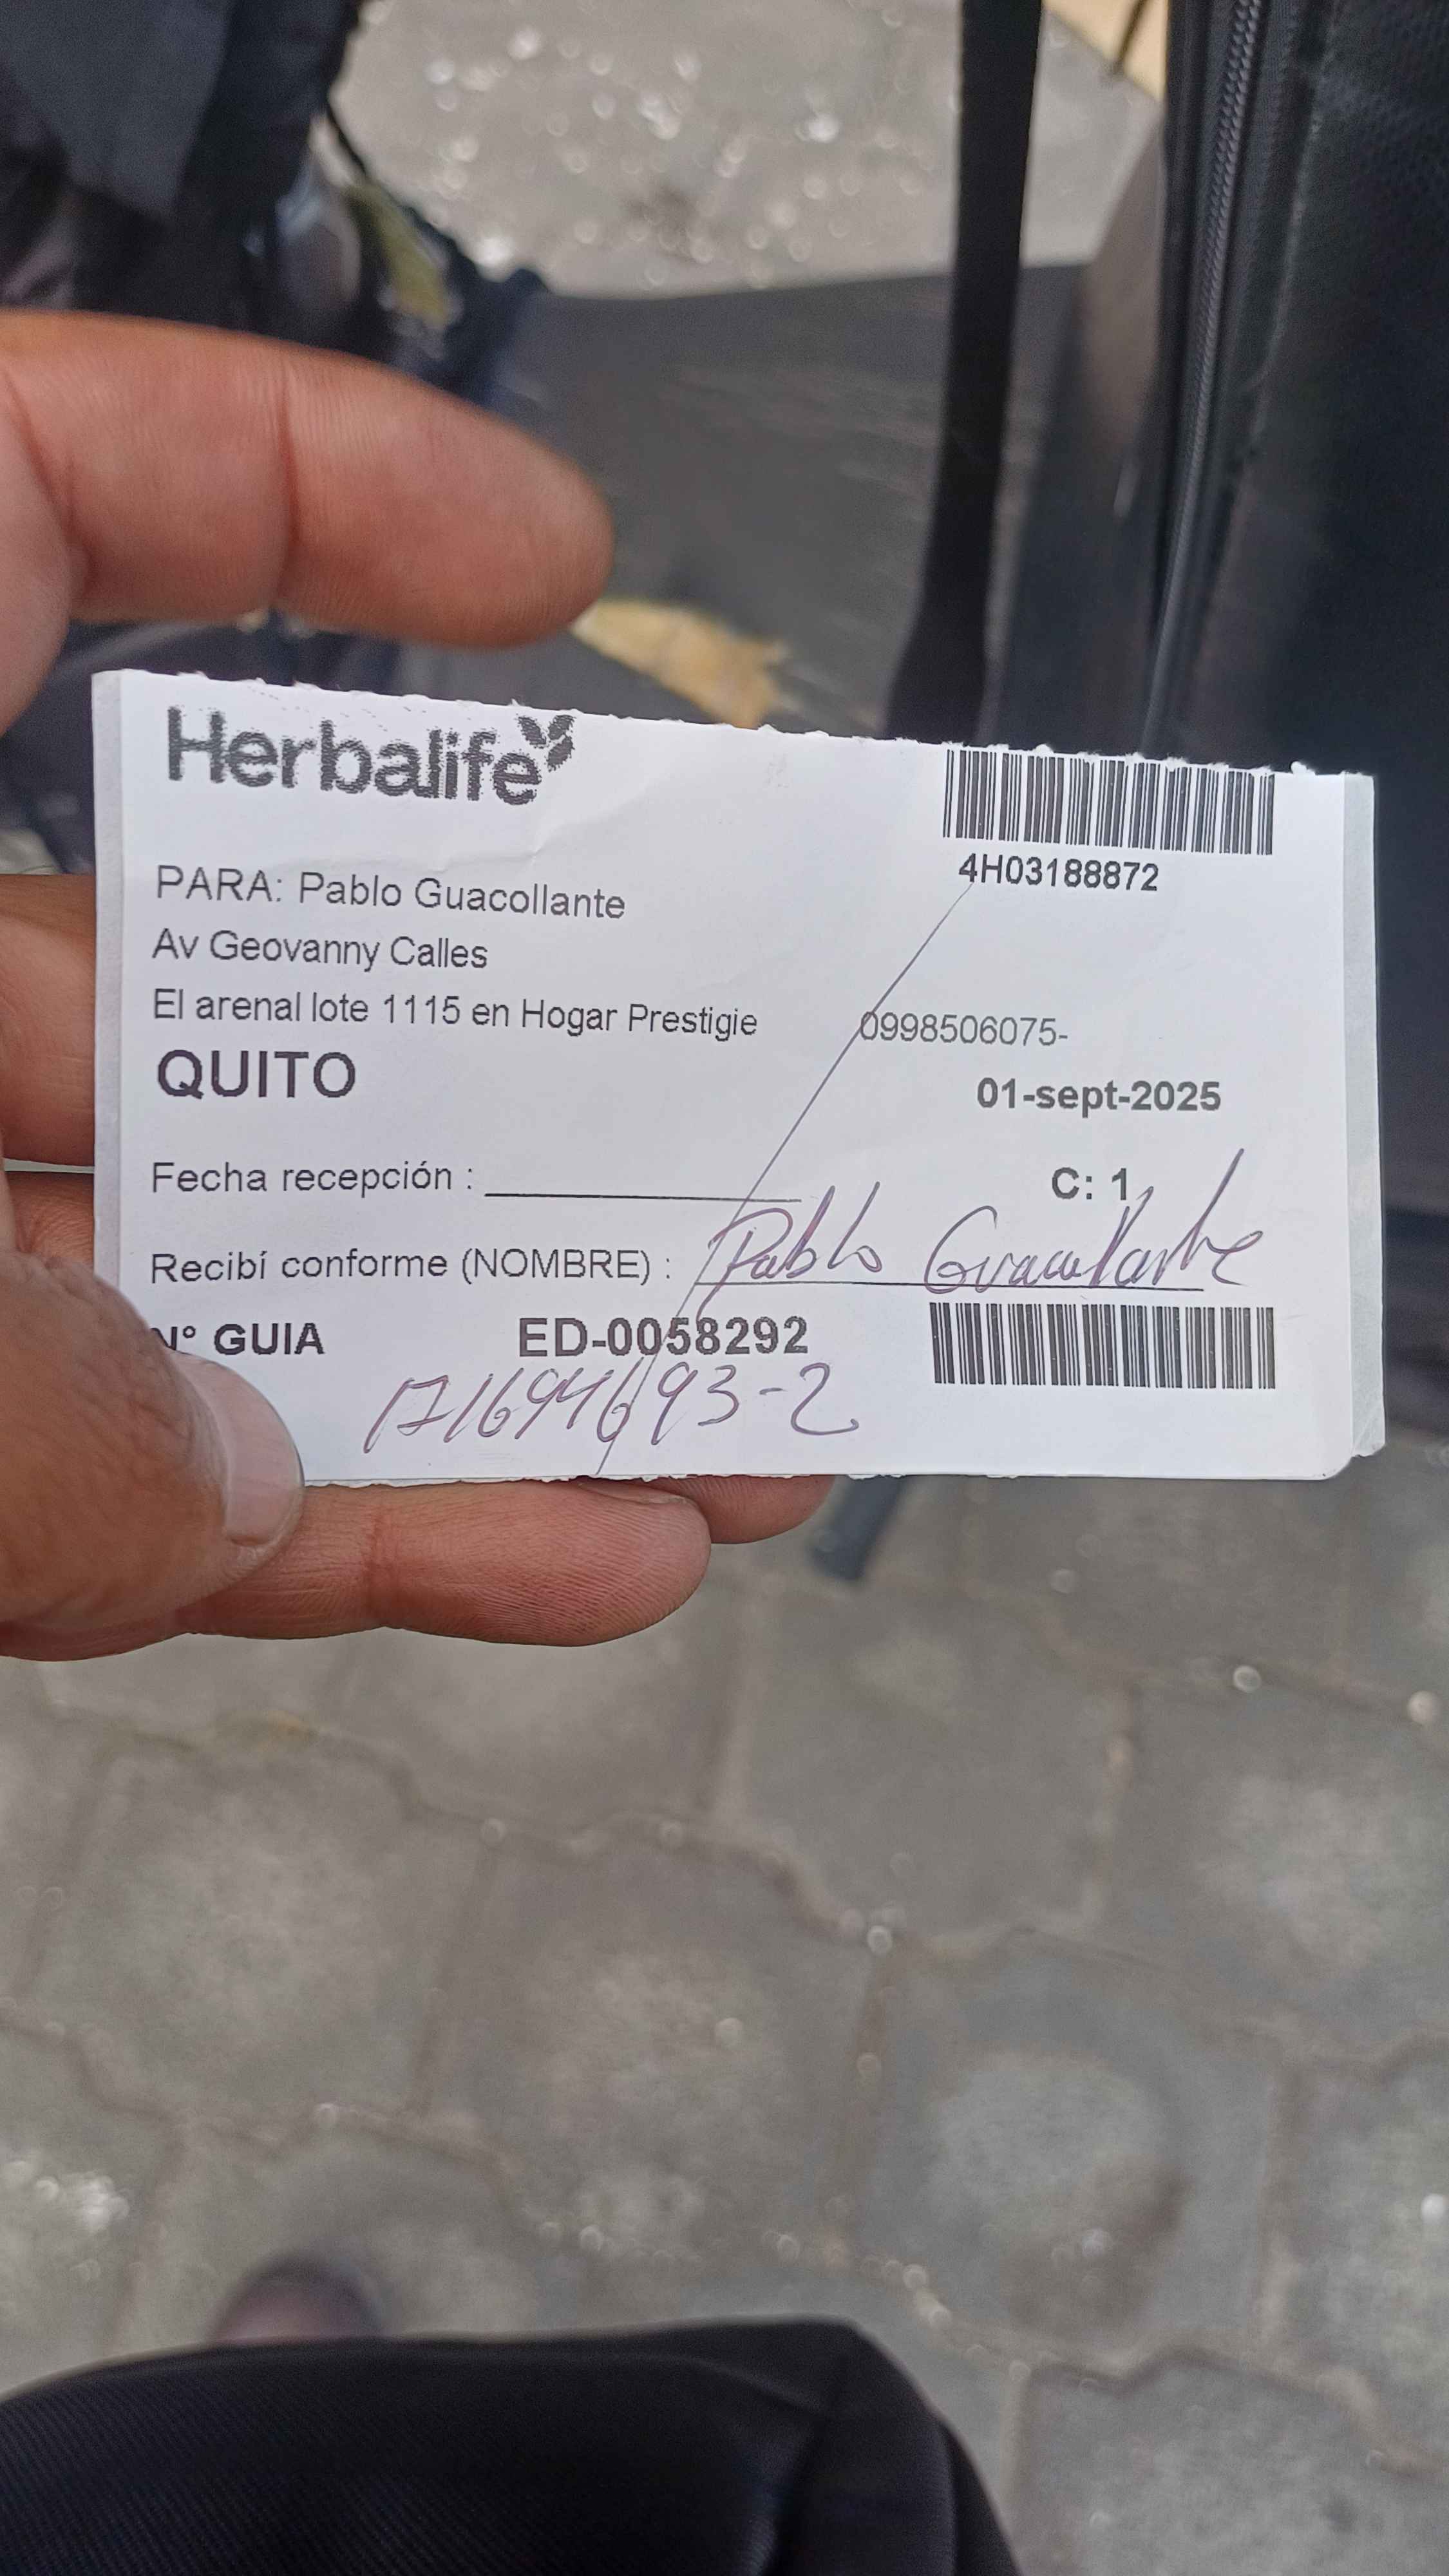 Herbalife
4H03188872
PARA: Pablo Guacollante
Av Geovanny Calles
El arenal lote 1115 en Hogar Prestigie
0998506075-
QUITO
01-sept-2025
Fecha recepción :
C: 1
Recibí conforme (NOMBRE) : Pablo Guacollante
N° GUIA ED-0058292
171694693-2